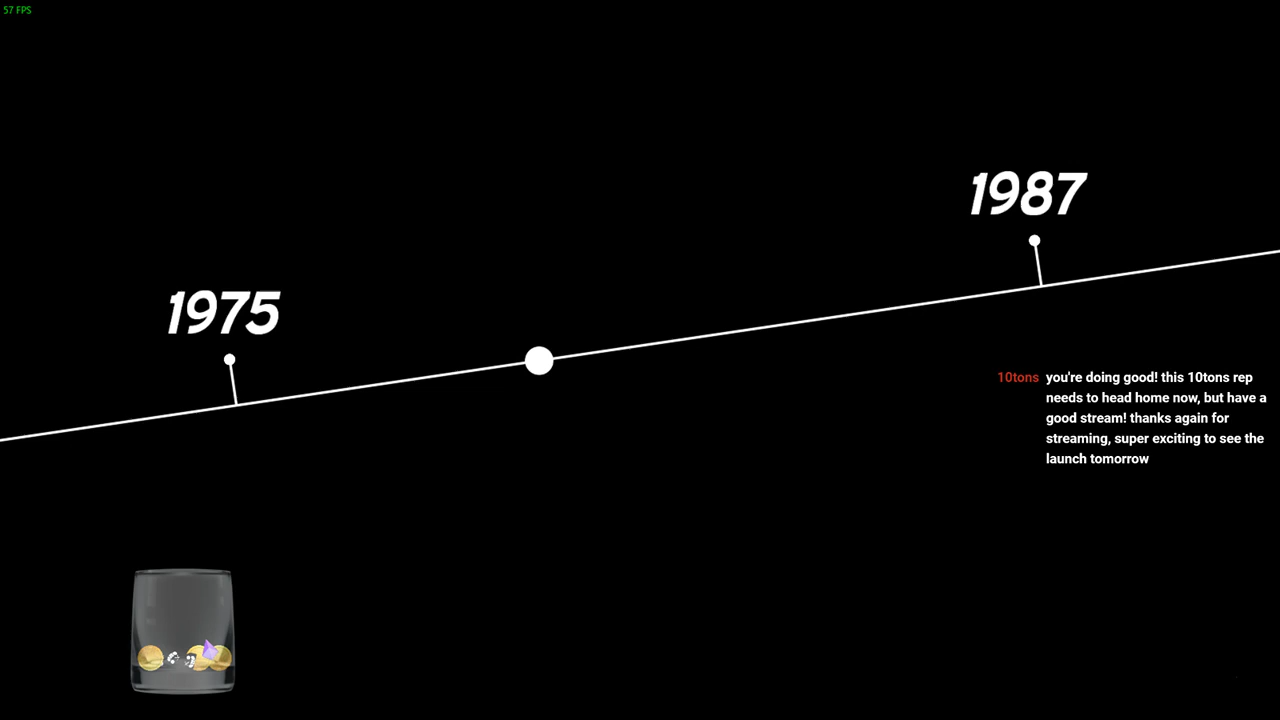 57 FPS
1987
1975
10tons you're doing good! this 10tons rep
needs to head home now, but have a
good stream! thanks again for
streaming, super exciting to see the
launch tomorrow